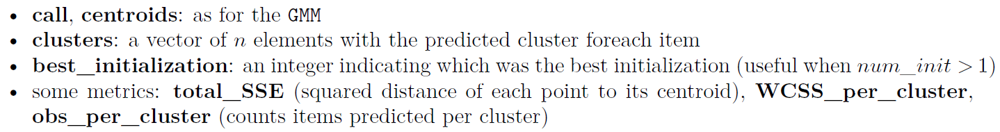 • call, centroids: as for the GMM
• clusters: a vector of n elements with the predicted cluster foreach item
• best_initialization: an integer indicating which was the best initialization (useful when num_init > 1)
• some metrics: total_SSE (squared distance of each point to its centroid), WCSS_per_cluster,
obs_per_cluster (counts items predicted per cluster)